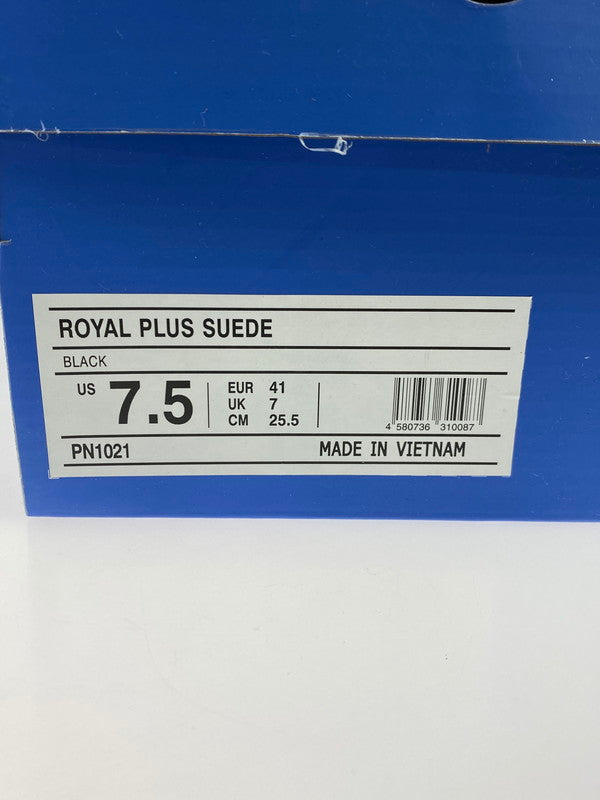 ROYAL PLUS SUEDE
BLACK
US 7.5
EUR 41
UK 7
CM 25.5
4 580736 310087
PN1021 MADE IN VIETNAM